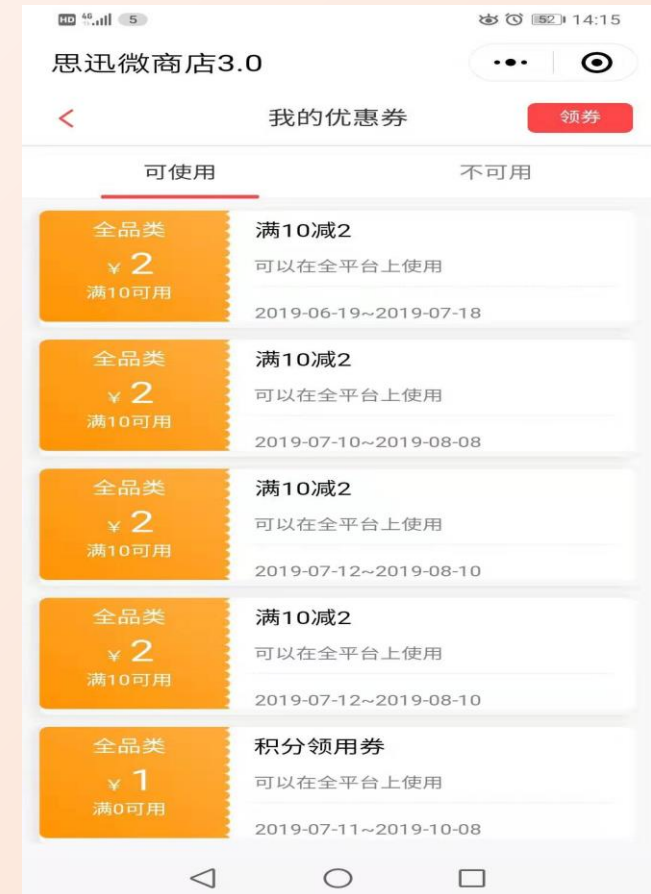 HD 4G 5 52 14:15
思迅微商店3.0
我的优惠券 领券
可使用 不可用
全品类
¥ 2
满10可用
满10减2
可以在全平台上使用
2019-06-19~2019-07-18
全品类
¥ 2
满10可用
满10减2
可以在全平台上使用
2019-07-10~2019-08-08
全品类
¥ 2
满10可用
满10减2
可以在全平台上使用
2019-07-12~2019-08-10
全品类
¥ 2
满10可用
满10减2
可以在全平台上使用
2019-07-12~2019-08-10
全品类
¥ 1
满0可用
积分领用券
可以在全平台上使用
2019-07-11~2019-10-08